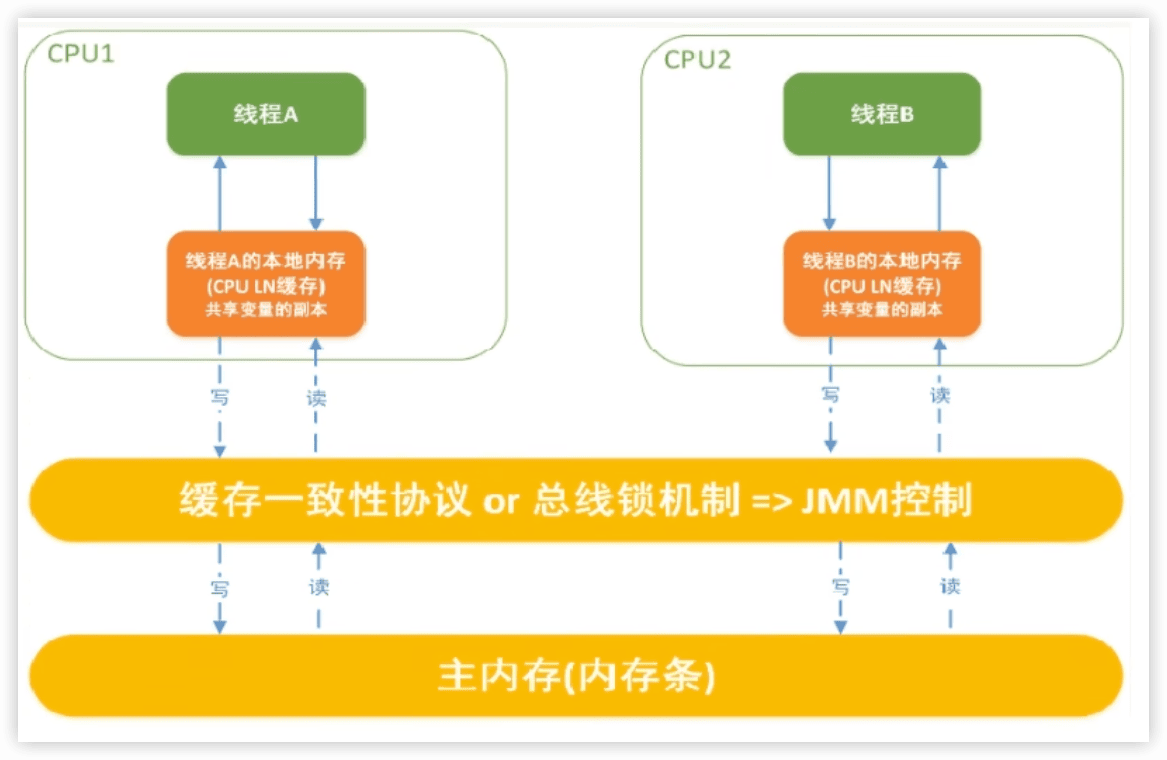 CPU1
CPU2
线程A
线程B
线程A的本地内存
(CPU LN缓存)
共享变量的副本
线程B的本地内存
(CPU LN缓存)
共享变量的副本
写
读
写
读
缓存一致性协议 or 总线锁机制 => JMM控制
写
读
写
读
主内存(内存条)